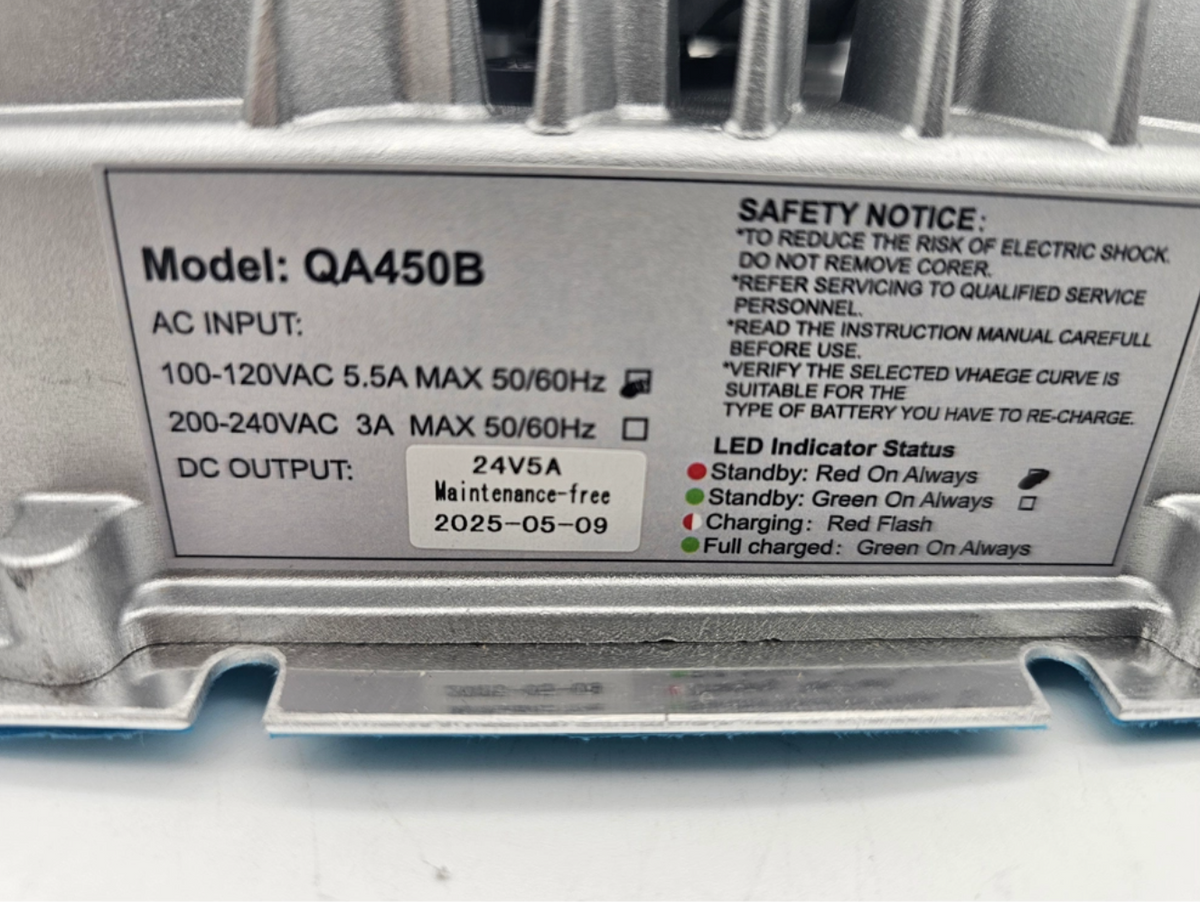 Model: QA450B
AC INPUT:
100-120VAC 5.5A MAX 50/60Hz
200-240VAC 3A MAX 50/60Hz
DC OUTPUT:
24V5A
Maintenance-free
2025-05-09
SAFETY NOTICE:
*TO REDUCE THE RISK OF ELECTRIC SHOCK.
DO NOT REMOVE CORER.
*REFER SERVICING TO QUALIFIED SERVICE
PERSONNEL.
*READ THE INSTRUCTION MANUAL CAREFULL
BEFORE USE.
*VERIFY THE SELECTED VHAEGE CURVE IS
SUITABLE FOR THE
TYPE OF BATTERY YOU HAVE TO RE-CHARGE.
LED Indicator Status
Standby: Red On Always
Standby: Green On Always
Charging: Red Flash
Full charged: Green On Always